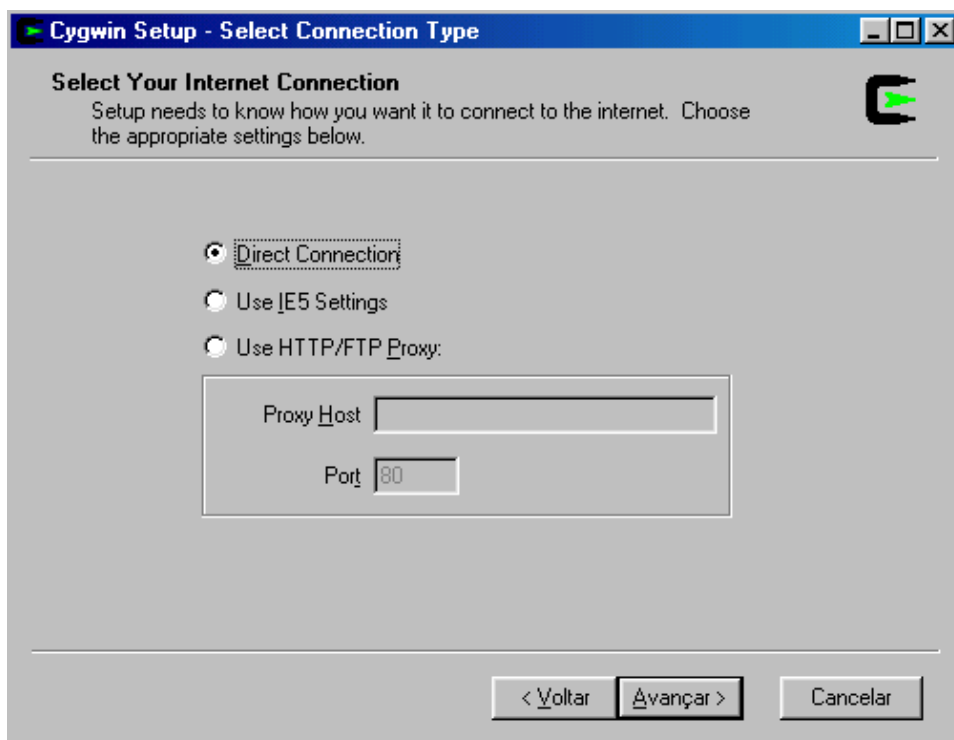 Cygwin Setup - Select Connection Type
Select Your Internet Connection
Setup needs to know how you want it to connect to the internet. Choose
the appropriate settings below.
Direct Connection
Use IE5 Settings
Use HTTP/FTP Proxy:
Proxy Host
Port 80
< Voltar Avançar > Cancelar